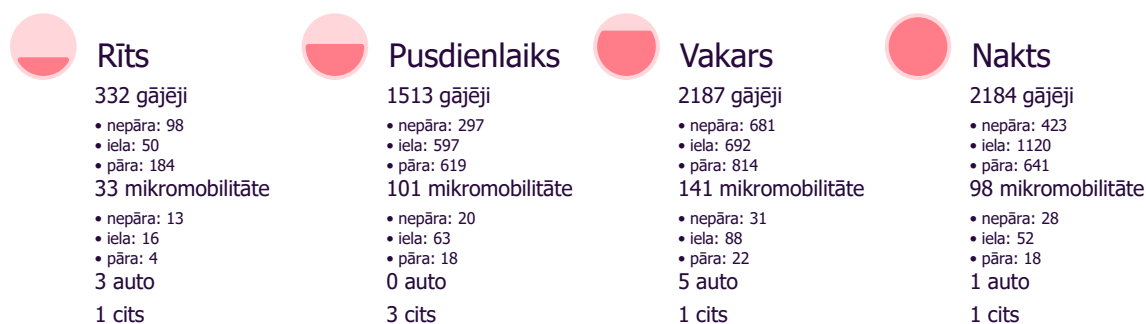 Rīts
332 gājēji
• nepāra: 98
• iela: 50
• pāra: 184
33 mikromobilitāte
• nepāra: 13
• iela: 16
• pāra: 4
3 auto
1 cits
Pusdienlaiks
1513 gājēji
• nepāra: 297
• iela: 597
• pāra: 619
101 mikromobilitāte
• nepāra: 20
• iela: 63
• pāra: 18
0 auto
3 cits
Vakars
2187 gājēji
• nepāra: 681
• iela: 692
• pāra: 814
141 mikromobilitāte
• nepāra: 31
• iela: 88
• pāra: 22
5 auto
1 cits
Nakts
2184 gājēji
• nepāra: 423
• iela: 1120
• pāra: 641
98 mikromobilitāte
• nepāra: 28
• iela: 52
• pāra: 18
1 auto
1 cits